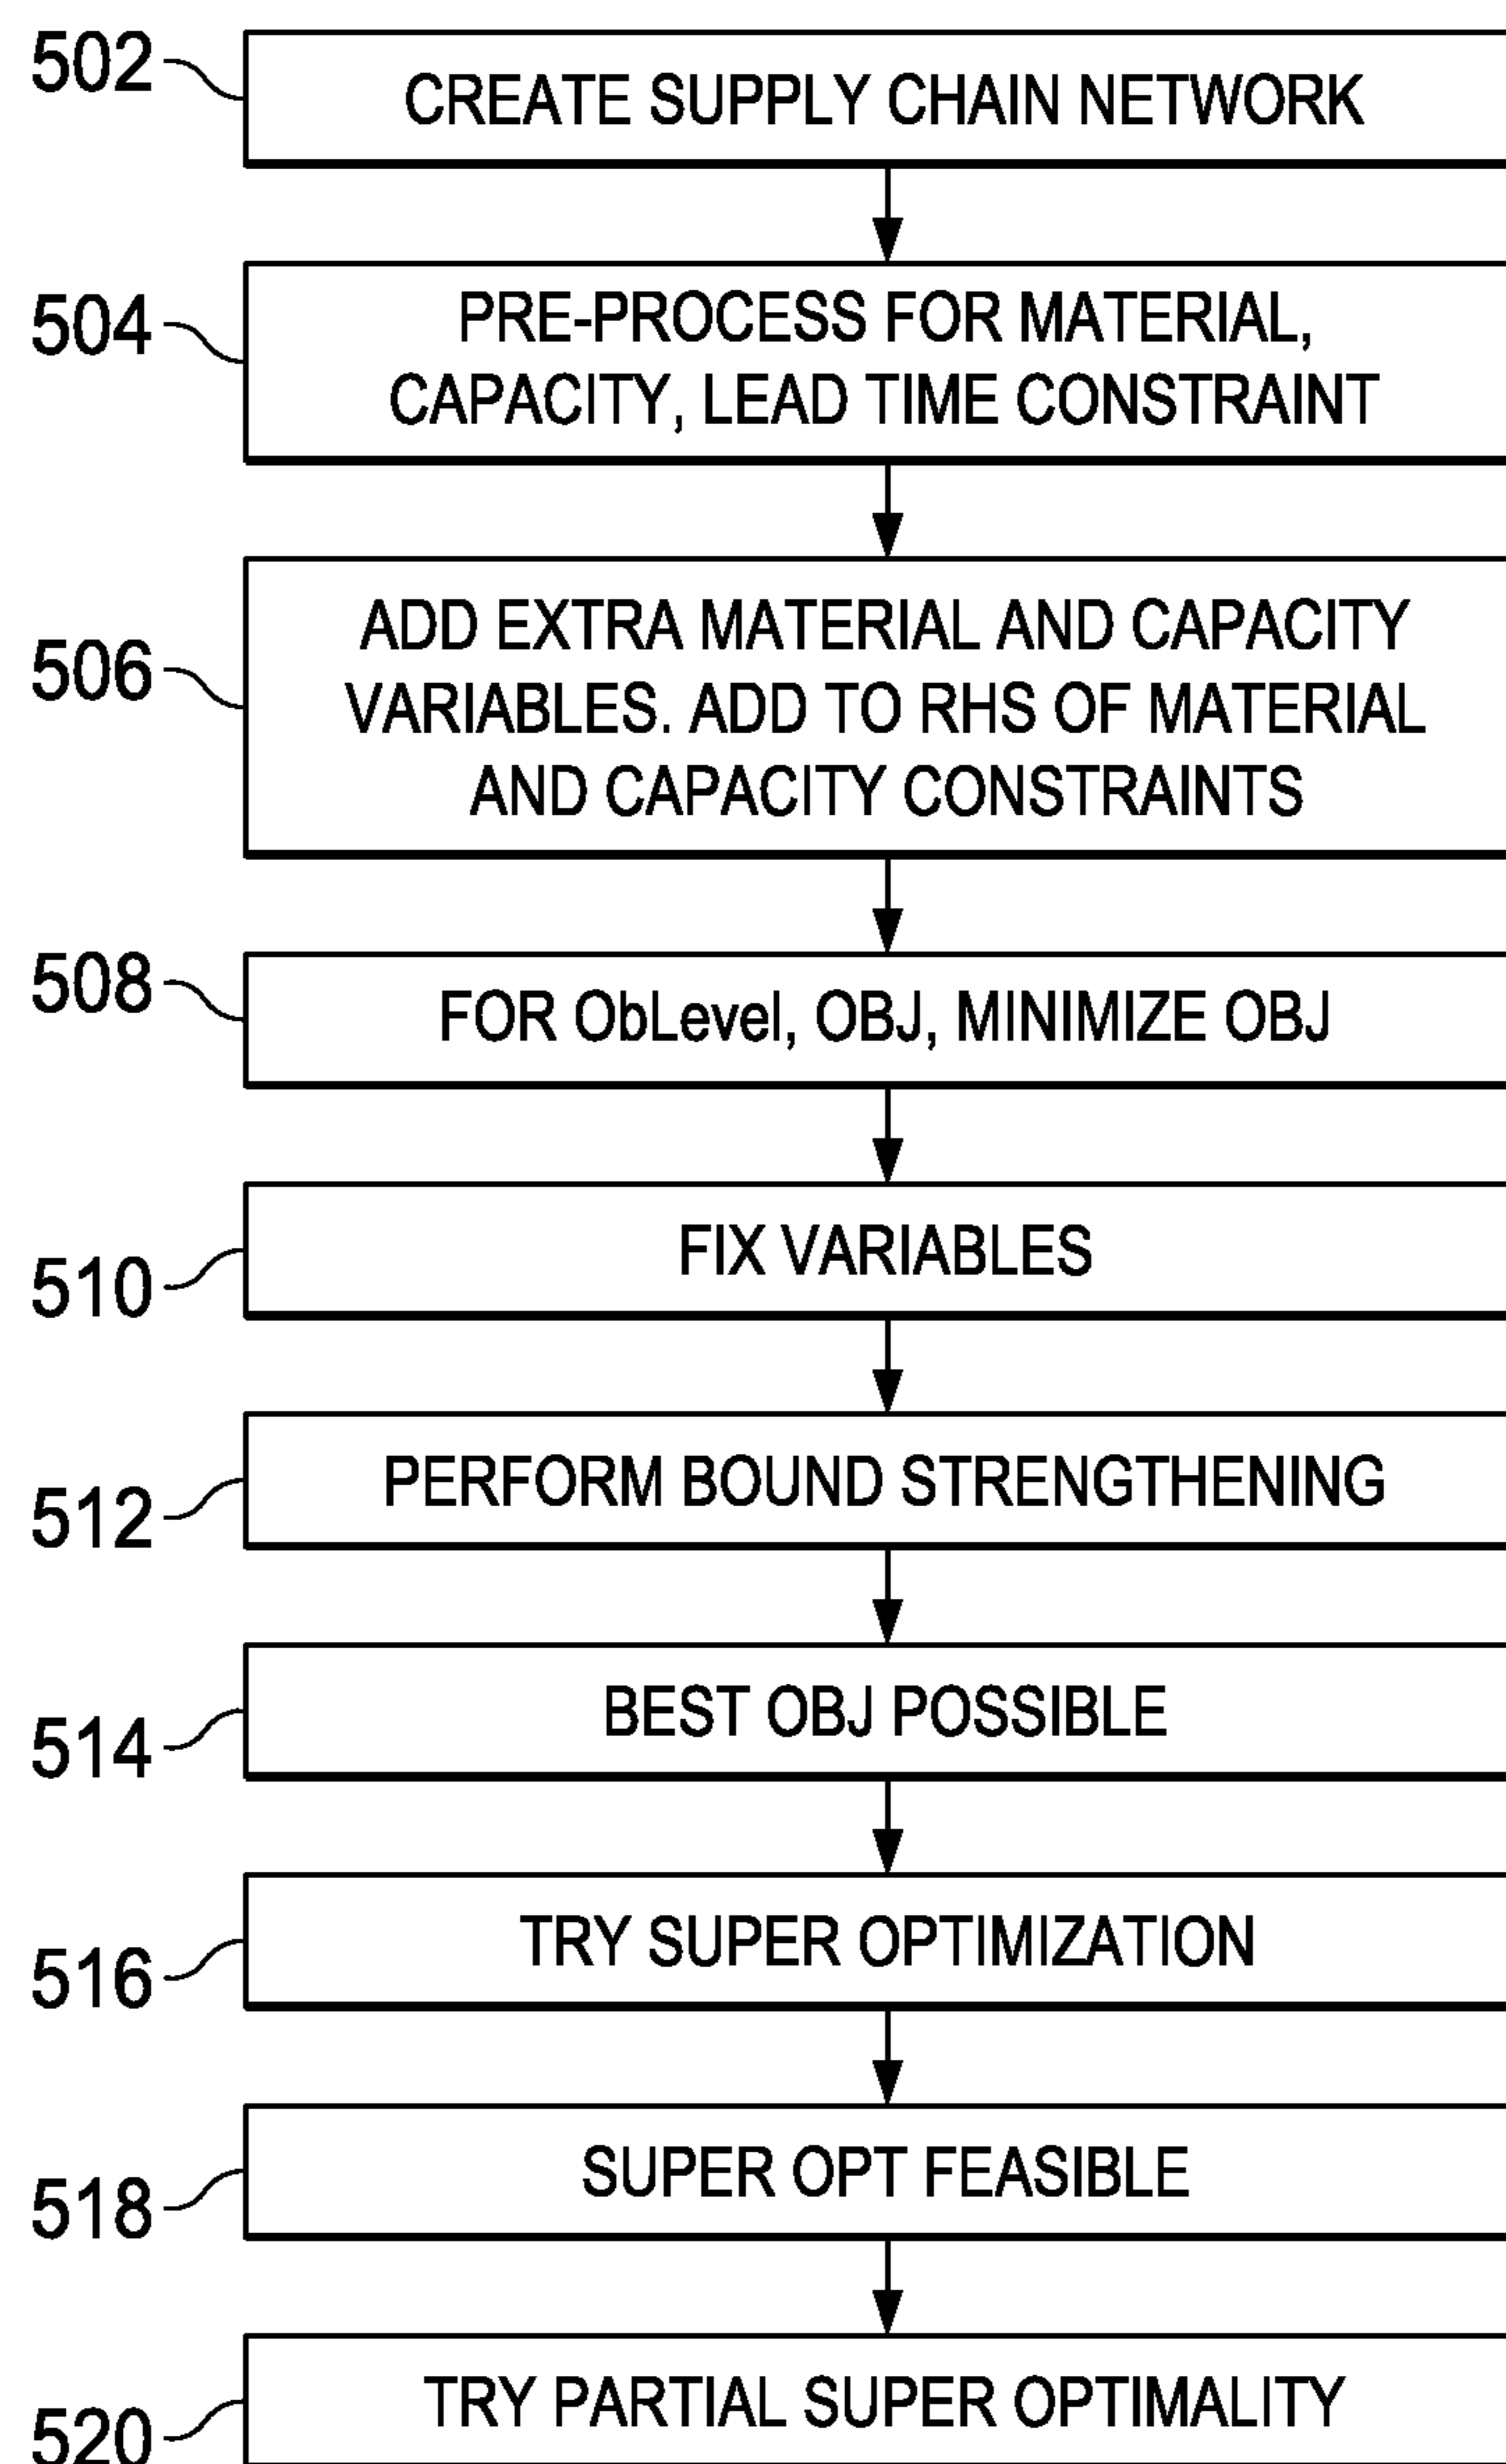 502
CREATE SUPPLY CHAIN NETWORK
504
PRE-PROCESS FOR MATERIAL,
CAPACITY, LEAD TIME CONSTRAINT
506
ADD EXTRA MATERIAL AND CAPACITY
VARIABLES. ADD TO RHS OF MATERIAL
AND CAPACITY CONSTRAINTS
508
FOR ObLevel, OBJ, MINIMIZE OBJ
510
FIX VARIABLES
512
PERFORM BOUND STRENGTHENING
514
BEST OBJ POSSIBLE
516
TRY SUPER OPTIMIZATION
518
SUPER OPT FEASIBLE
520
TRY PARTIAL SUPER OPTIMALITY